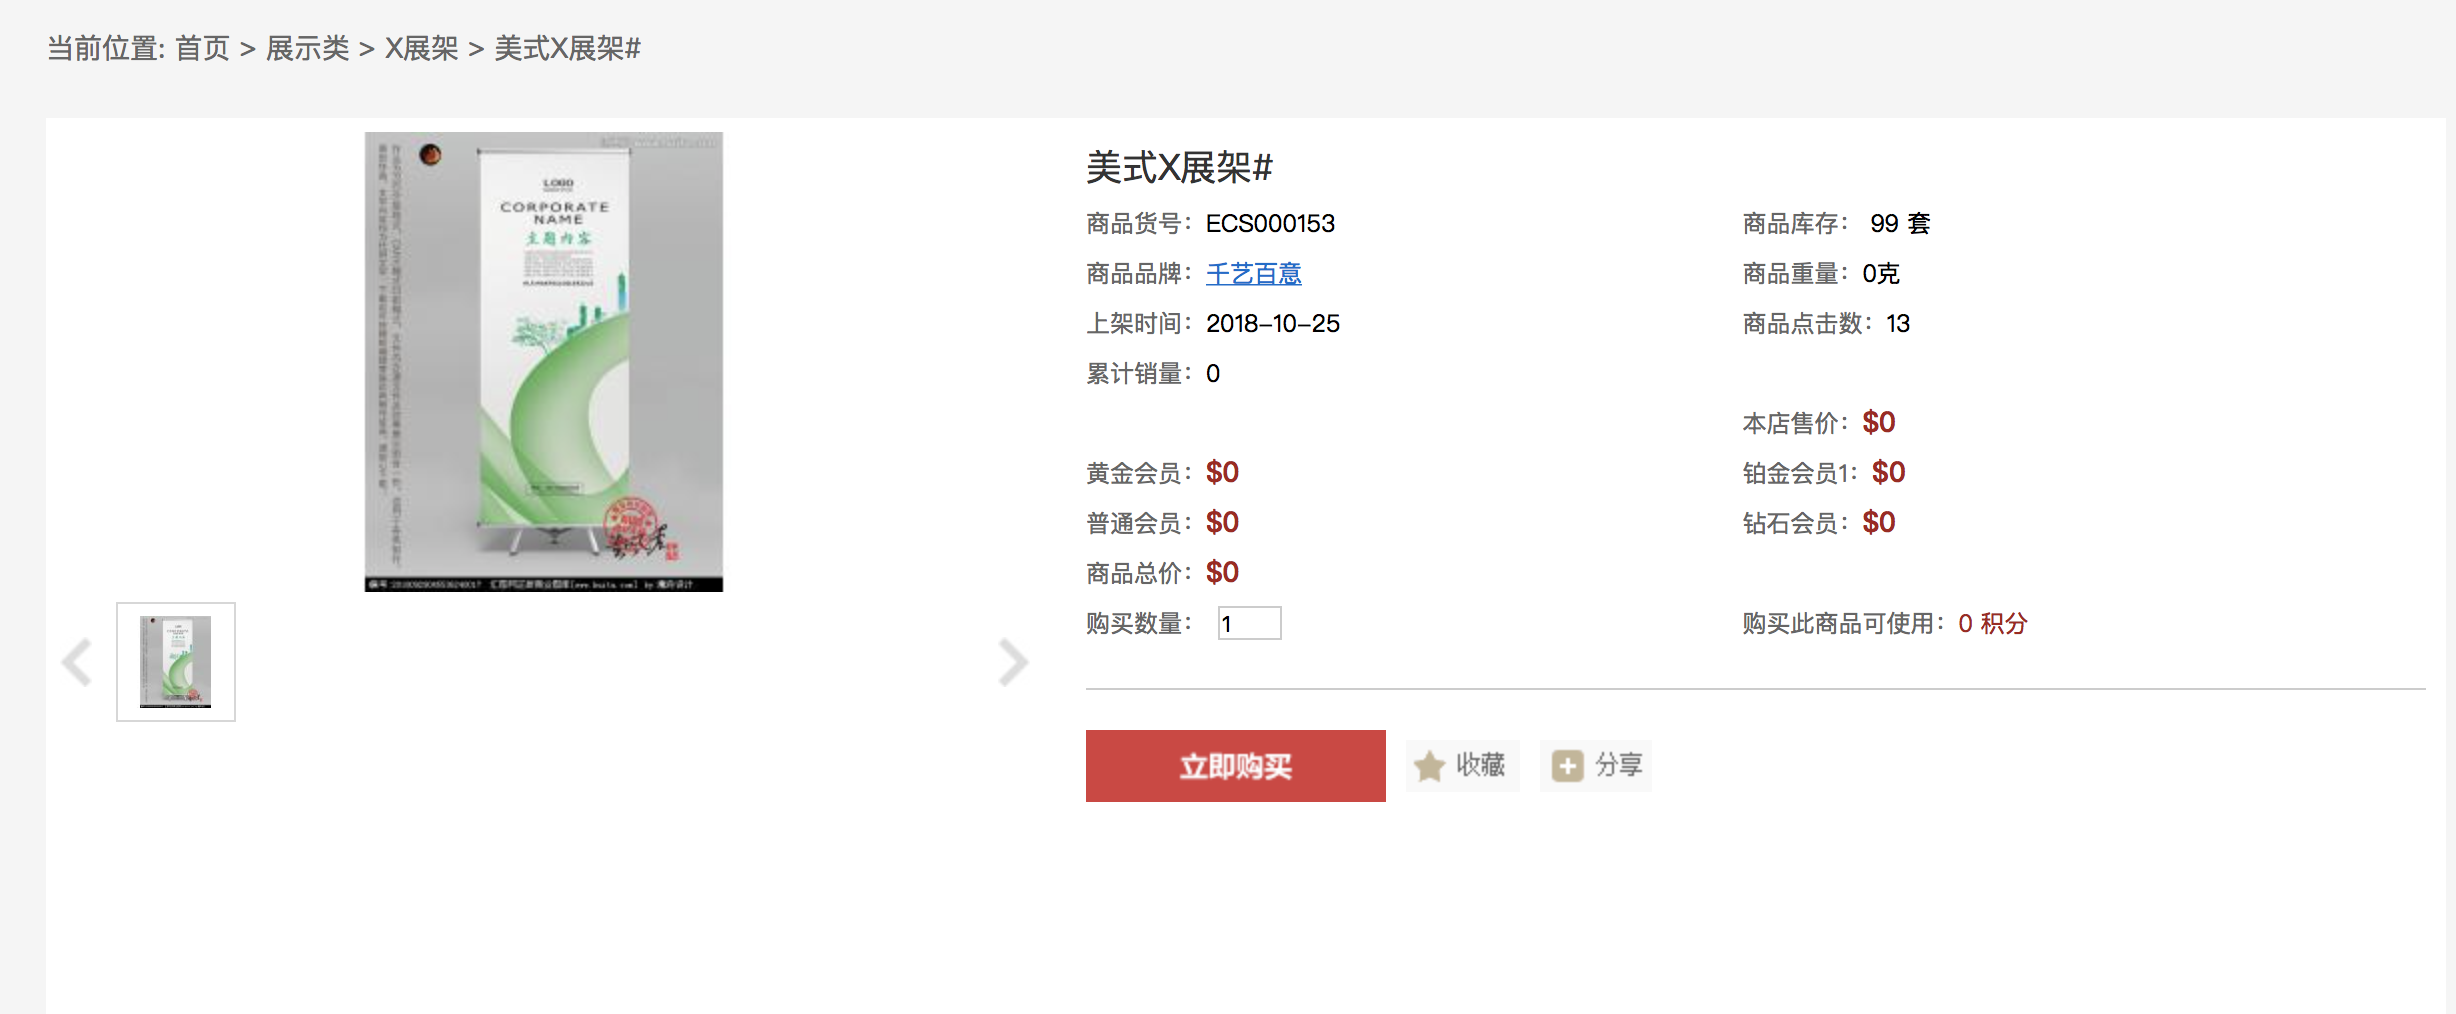 当前位置: 首页 > 展示类 > X展架 > 美式X展架#
LOGO
CORPORATE
NAME
主题内容
美式X展架#
商品货号：ECS000153
商品库存： 99 套
商品品牌：千艺百意
商品重量：0克
上架时间：2018-10-25
商品点击数：13
累计销量：0
本店售价：$0
黄金会员：$0
铂金会员1：$0
普通会员：$0
钻石会员：$0
商品总价：$0
购买数量： 1
购买此商品可使用：0 积分
立即购买
收藏
分享